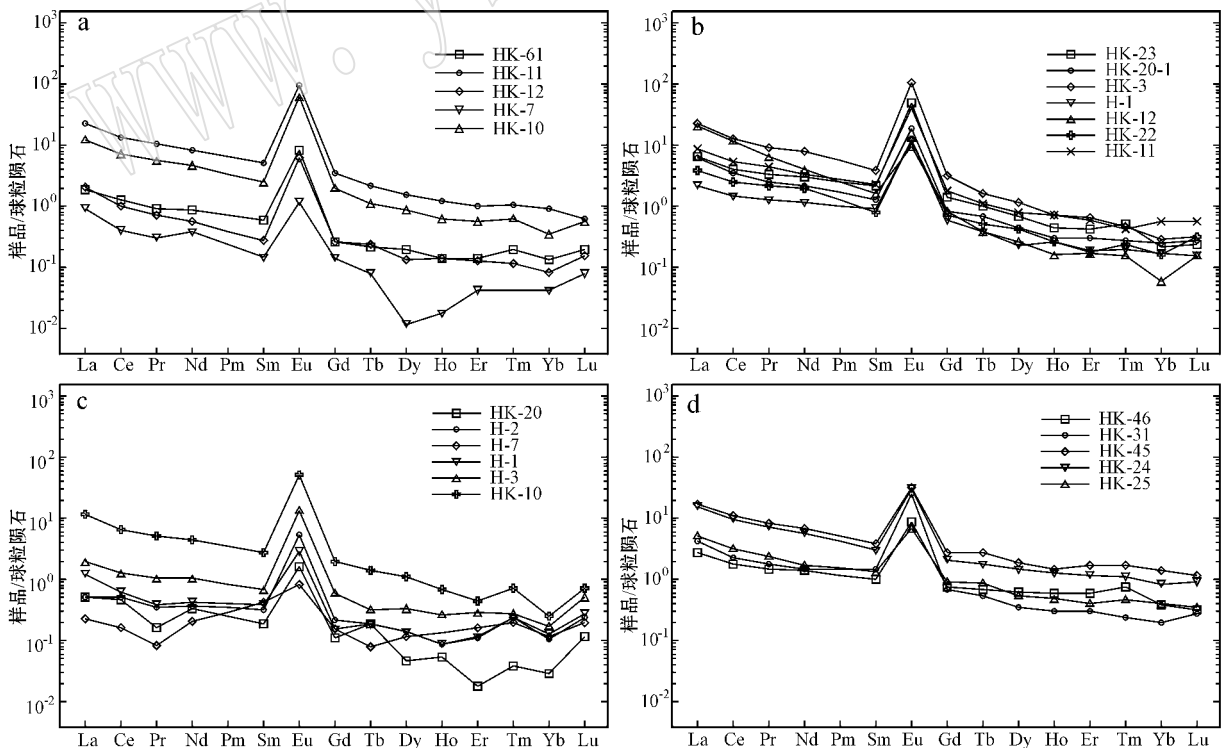 www.y
a
样品/球粒陨石
10³
10²
10¹
10⁰
10⁻¹
10⁻²
HK-61
HK-11
HK-12
HK-7
HK-10
La Ce Pr Nd Pm Sm Eu Gd Tb Dy Ho Er Tm Yb Lu
b
样品/球粒陨石
10³
10²
10¹
10⁰
10⁻¹
10⁻²
HK-23
HK-20-1
HK-3
H-1
HK-12
HK-22
HK-11
La Ce Pr Nd Pm Sm Eu Gd Tb Dy Ho Er Tm Yb Lu
c
样品/球粒陨石
10³
10²
10¹
10⁰
10⁻¹
10⁻²
HK-20
H-2
H-7
H-1
H-3
HK-10
La Ce Pr Nd Pm Sm Eu Gd Tb Dy Ho Er Tm Yb Lu
d
样品/球粒陨石
10³
10²
10¹
10⁰
10⁻¹
10⁻²
HK-46
HK-31
HK-45
HK-24
HK-25
La Ce Pr Nd Pm Sm Eu Gd Tb Dy Ho Er Tm Yb Lu